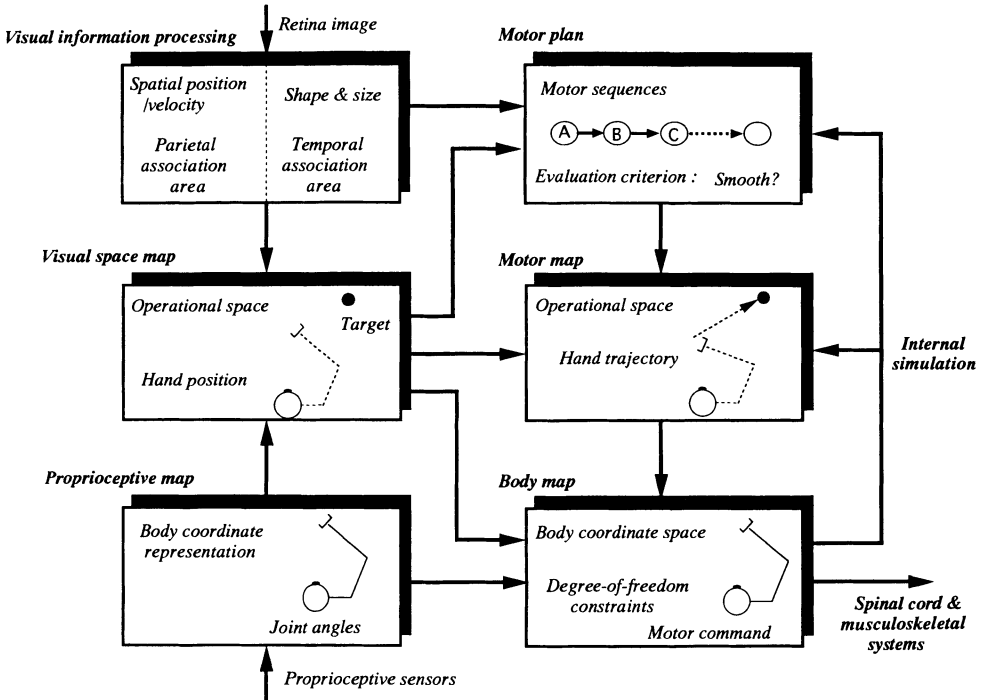 Retina image
Visual information processing
Spatial position
/velocity
Shape & size
Parietal
association
area
Temporal
association
area
Motor plan
Motor sequences
A
B
C
Evaluation criterion : Smooth?
Visual space map
Operational space
Target
Hand position
Motor map
Operational space
Hand trajectory
Internal
simulation
Proprioceptive map
Body coordinate
representation
Joint angles
Proprioceptive sensors
Body map
Body coordinate space
Degree-of-freedom
constraints
Motor command
Spinal cord &
musculoskeletal
systems